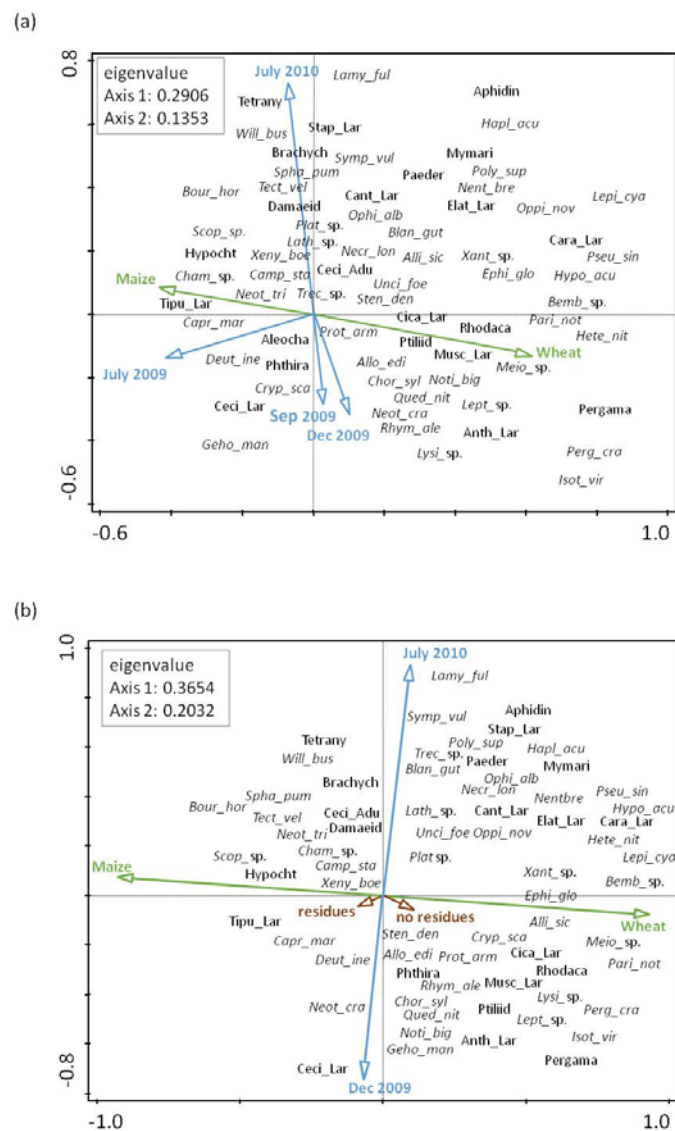 (a)
0.8
eigenvalue
Axis 1: 0.2906
Axis 2: 0.1353
July 2010
Lamy_ful
Tetrany
Aphidin
Will_bus
Stap_Lar
Hapl_acu
Brachych
Symp_vul
Mymari
Spha_pum
Paeder
Poly_sup
Bour_hor
Tect_vel
Cant_Lar
Nent_bre
Lepi_cya
Damaeid
Ophi_alb
Elat_Lar
Oppi_nov
Scop_sp.
Plat_sp.
Blan_gut
Cara_Lar
Hypocht
Lath_sp.
Xeny_boe
Necr_lon
Alli_sic
Xant_sp.
Pseu_sin
Maize
Cham_sp.
Camp_sta
Ceci_Adu
Unci_foe
Ephi_glo
Hypo_acu
Tipu_Lar
Neot_tri
Trec_sp.
Sten_den
Bemb_sp.
Capr_mar
Prot_arm
Cica_Lar
Rhodaca
Pari_not
Aleocha
Ptiliid
Hete_nit
July 2009
Deut_ine
Phthira
Allo_edi
Musc_Lar
Wheat
Meio_sp.
Cryp_sca
Chor_syl
Noti_big
Ceci_Lar
Sep 2009
Qued_nit
Lept_sp.
Pergama
Geho_man
Dec 2009
Neot_cra
Rhym_ale
Anth_Lar
Lysi_sp.
Perg_cra
Isot_vir
-0.6
-0.6
1.0
(b)
1.0
eigenvalue
Axis 1: 0.3654
Axis 2: 0.2032
July 2010
Lamy_ful
Symp_vul
Aphidin
Stap_Lar
Tetrany
Will_bus
Trec_sp.
Poly_sup
Hapl_acu
Blan_gut
Paeder
Mymari
Brachych
Ophi_alb
Spha_pum
Necr_lon
Nentbre
Pseu_sin
Bour_hor
Tect_vel
Ceci_Adu
Lath_sp.
Cant_Lar
Elat_Lar
Hypo_acu
Cara_Lar
Neot_tri
Damaeid
Unci_foe
Oppi_nov
Hete_nit
Scop_sp.
Cham_sp.
Plat sp.
Lepi_cya
Maize
Hypocht
Camp_sta
Xeny_boe
Xant_sp.
Bemb_sp.
residues
no residues
Ephi_glo
Tipu_Lar
Alli_sic
Wheat
Capr_mar
Sten_den
Cryp_sca
Meio_sp.
Deut_ine
Allo_edi
Prot_arm
Cica_Lar
Pari_not
Phthira
Rhodaca
Rhym_ale
Musc_Lar
Neot_cra
Chor_syl
Lysi_sp.
Qued_nit
Ptiliid
Lept_sp.
Perg_cra
Noti_big
Anth_Lar
Isot_vir
Geho_man
Ceci_Lar
Pergama
Dec 2009
-0.8
-1.0
1.0